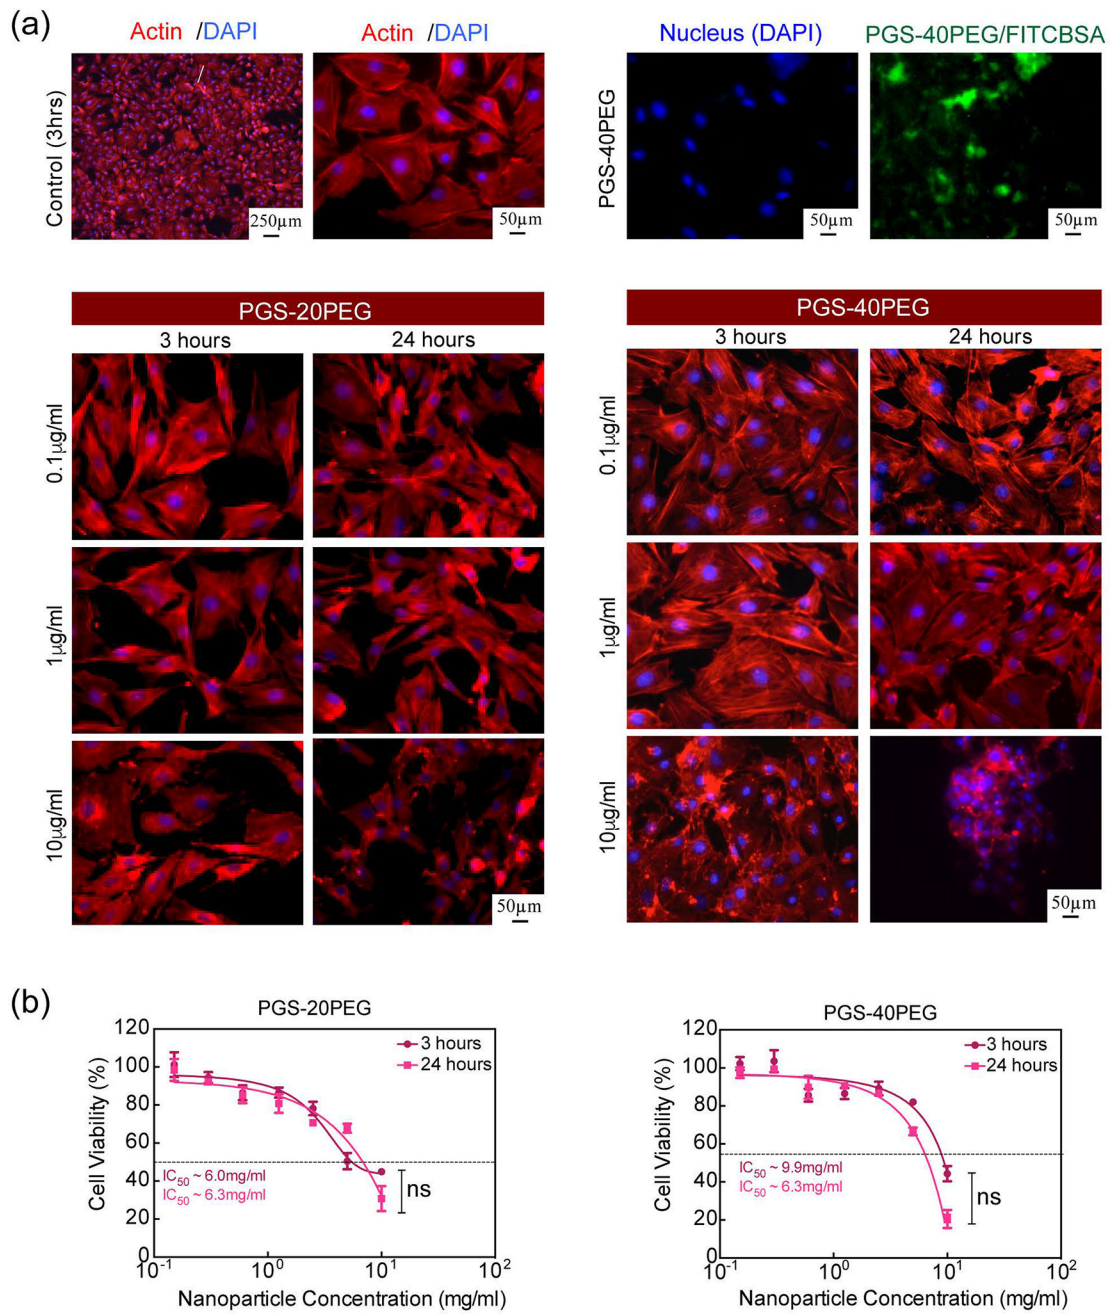 (a)
Actin /DAPI
Actin /DAPI
Nucleus (DAPI)
PGS-40PEG/FITCBSA
Control (3hrs)
250µm
50µm
PGS-40PEG
50µm
50µm
PGS-20PEG
3 hours
24 hours
0.1µg/ml
1µg/ml
10µg/ml
50µm
PGS-40PEG
3 hours
24 hours
0.1µg/ml
1µg/ml
10µg/ml
50µm
(b)
PGS-20PEG
Cell Viability (%)
120
100
80
60
40
20
0
3 hours
24 hours
IC50 ~ 6.0mg/ml
IC50 ~ 6.3mg/ml
ns
10-1
100
101
102
Nanoparticle Concentration (mg/ml)
PGS-40PEG
Cell Viability (%)
120
100
80
60
40
20
0
3 hours
24 hours
IC50 ~ 9.9mg/ml
IC50 ~ 6.3mg/ml
ns
10-1
100
101
102
Nanoparticle Concentration (mg/ml)